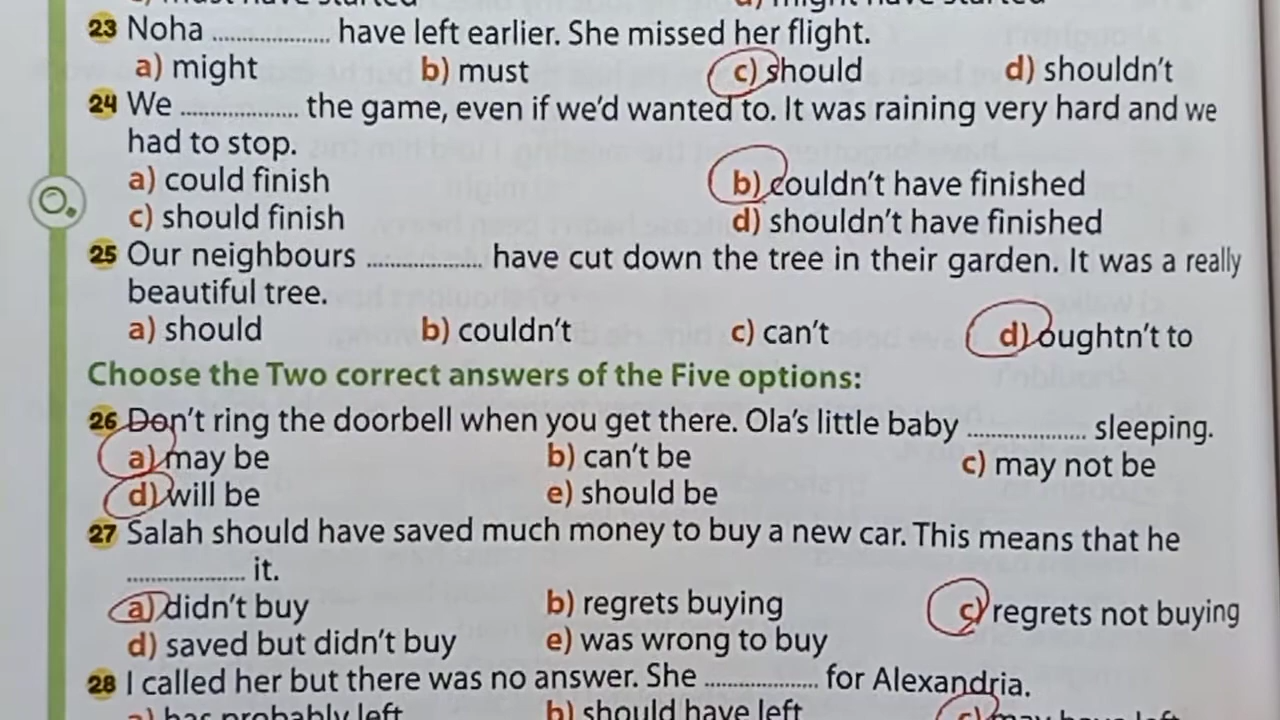 23 Noha .................. have left earlier. She missed her flight.
a) might b) must c) should d) shouldn't
24 We .................. the game, even if we'd wanted to. It was raining very hard and we
had to stop.
a) could finish b) couldn't have finished
c) should finish d) shouldn't have finished
25 Our neighbours .................. have cut down the tree in their garden. It was a really
beautiful tree.
a) should b) couldn't c) can't d) oughtn't to
Choose the Two correct answers of the Five options:
26 Don't ring the doorbell when you get there. Ola's little baby .................. sleeping.
a) may be b) can't be c) may not be
d) will be e) should be
27 Salah should have saved much money to buy a new car. This means that he
.................. it.
a) didn't buy b) regrets buying c) regrets not buying
d) saved but didn't buy e) was wrong to buy
28 I called her but there was no answer. She .................. for Alexandria.
a) has probably left b) should have left c) may have left